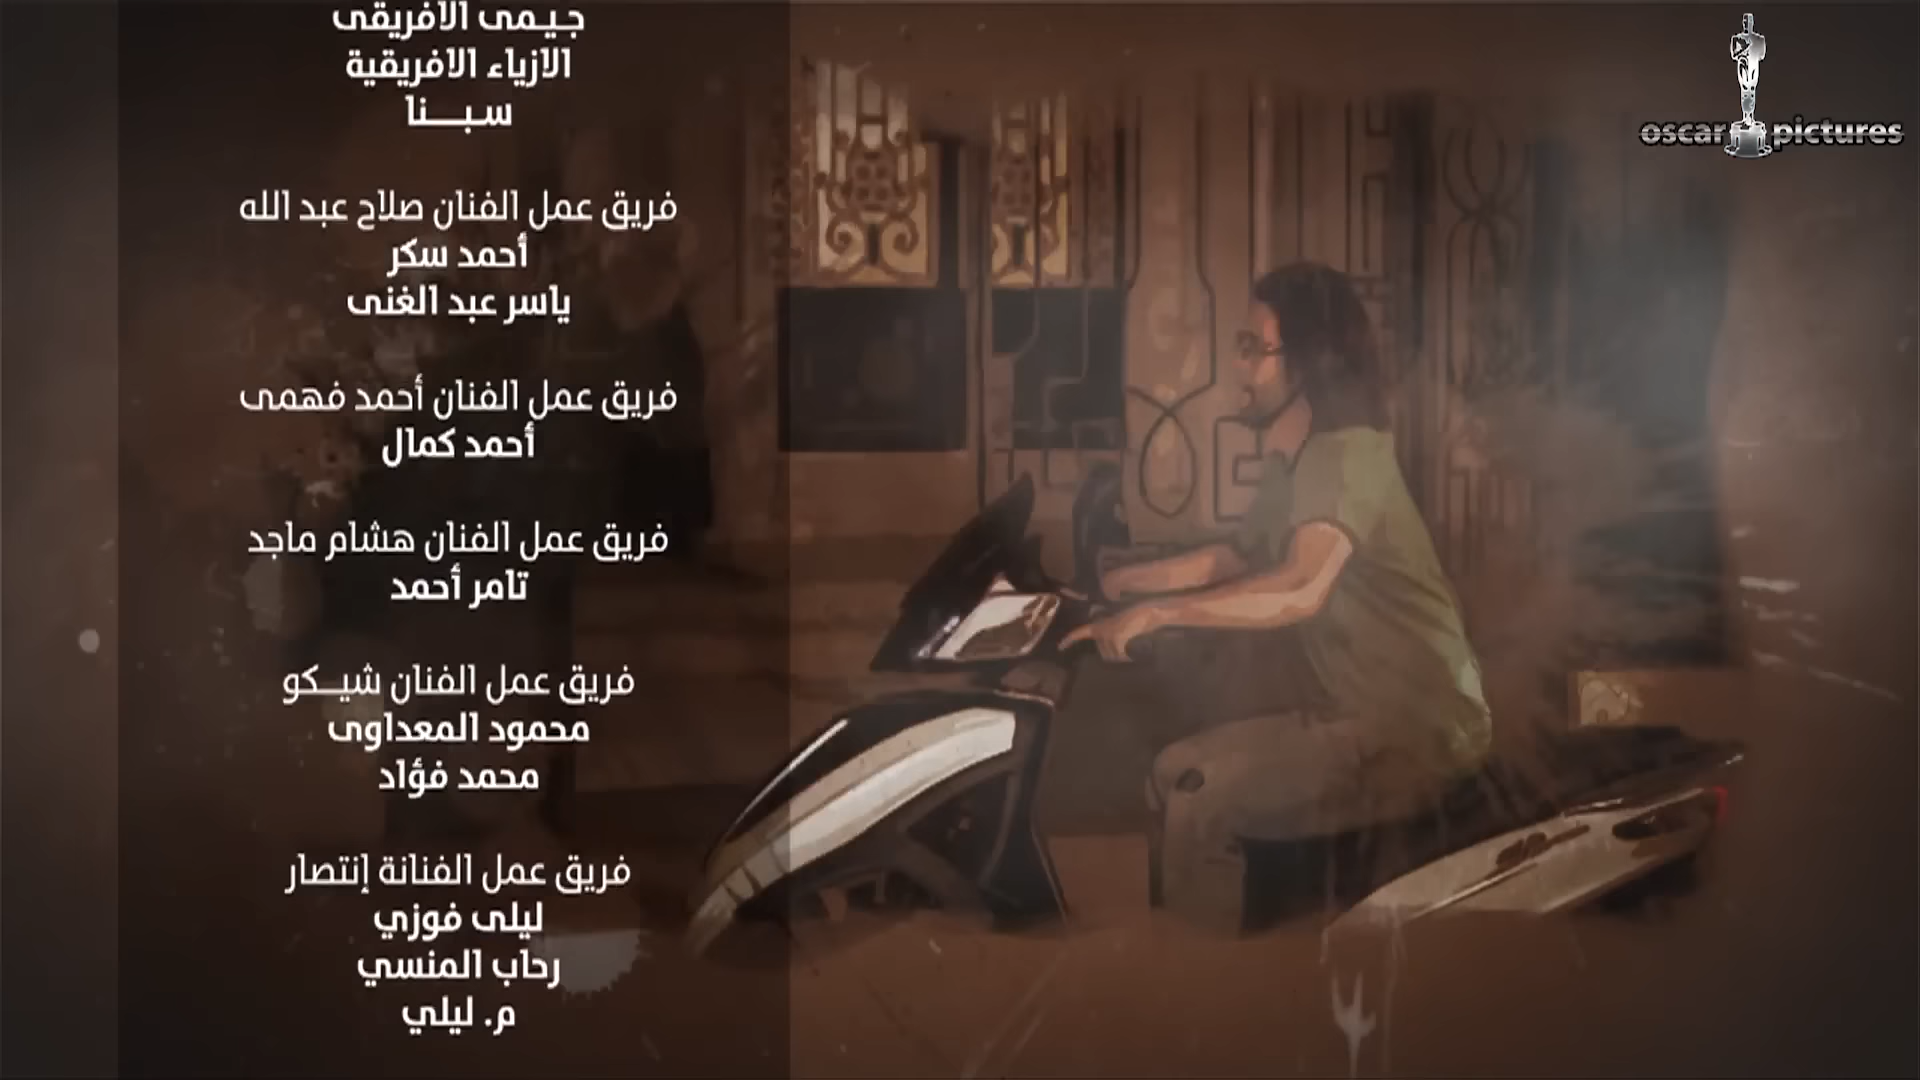 جيمى الافريقى
الازياء الافريقية
سبـــنا
فريق عمل الفنان صلاح عبد الله
أحمد سكر
ياسر عبد الغنى
فريق عمل الفنان أحمد فهمى
أحمد كمال
فريق عمل الفنان هشام ماجد
تامر أحمد
فريق عمل الفنان شيـــكو
محمود المعداوى
محمد فؤاد
فريق عمل الفنانة إنتصار
ليلى فوزي
رحاب المنسي
م. ليلي
oscar pictures